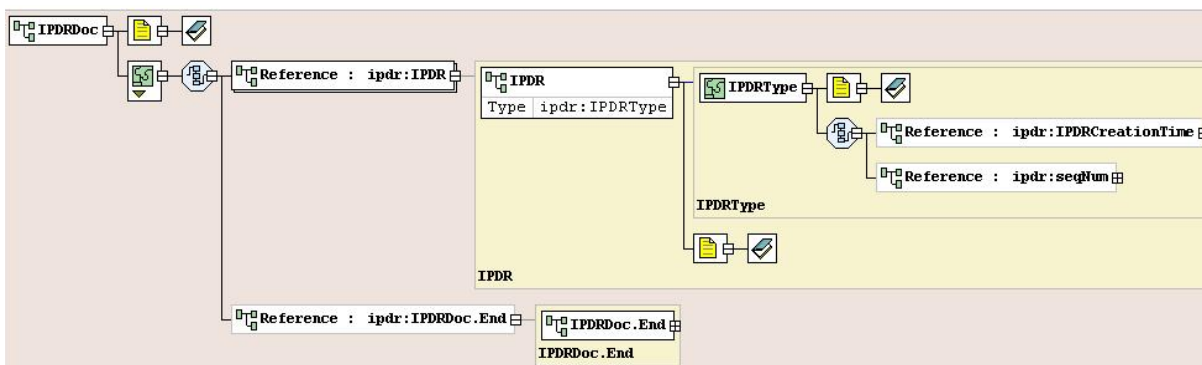 IPDRDoc
Reference : ipdr:IPDR
IPDR
Type ipdr:IPDRType
IPDRType
Reference : ipdr:IPDRCreationTime
Reference : ipdr:seqNum
IPDRType
IPDR
Reference : ipdr:IPDRDoc.End
IPDRDoc.End
IPDRDoc.End